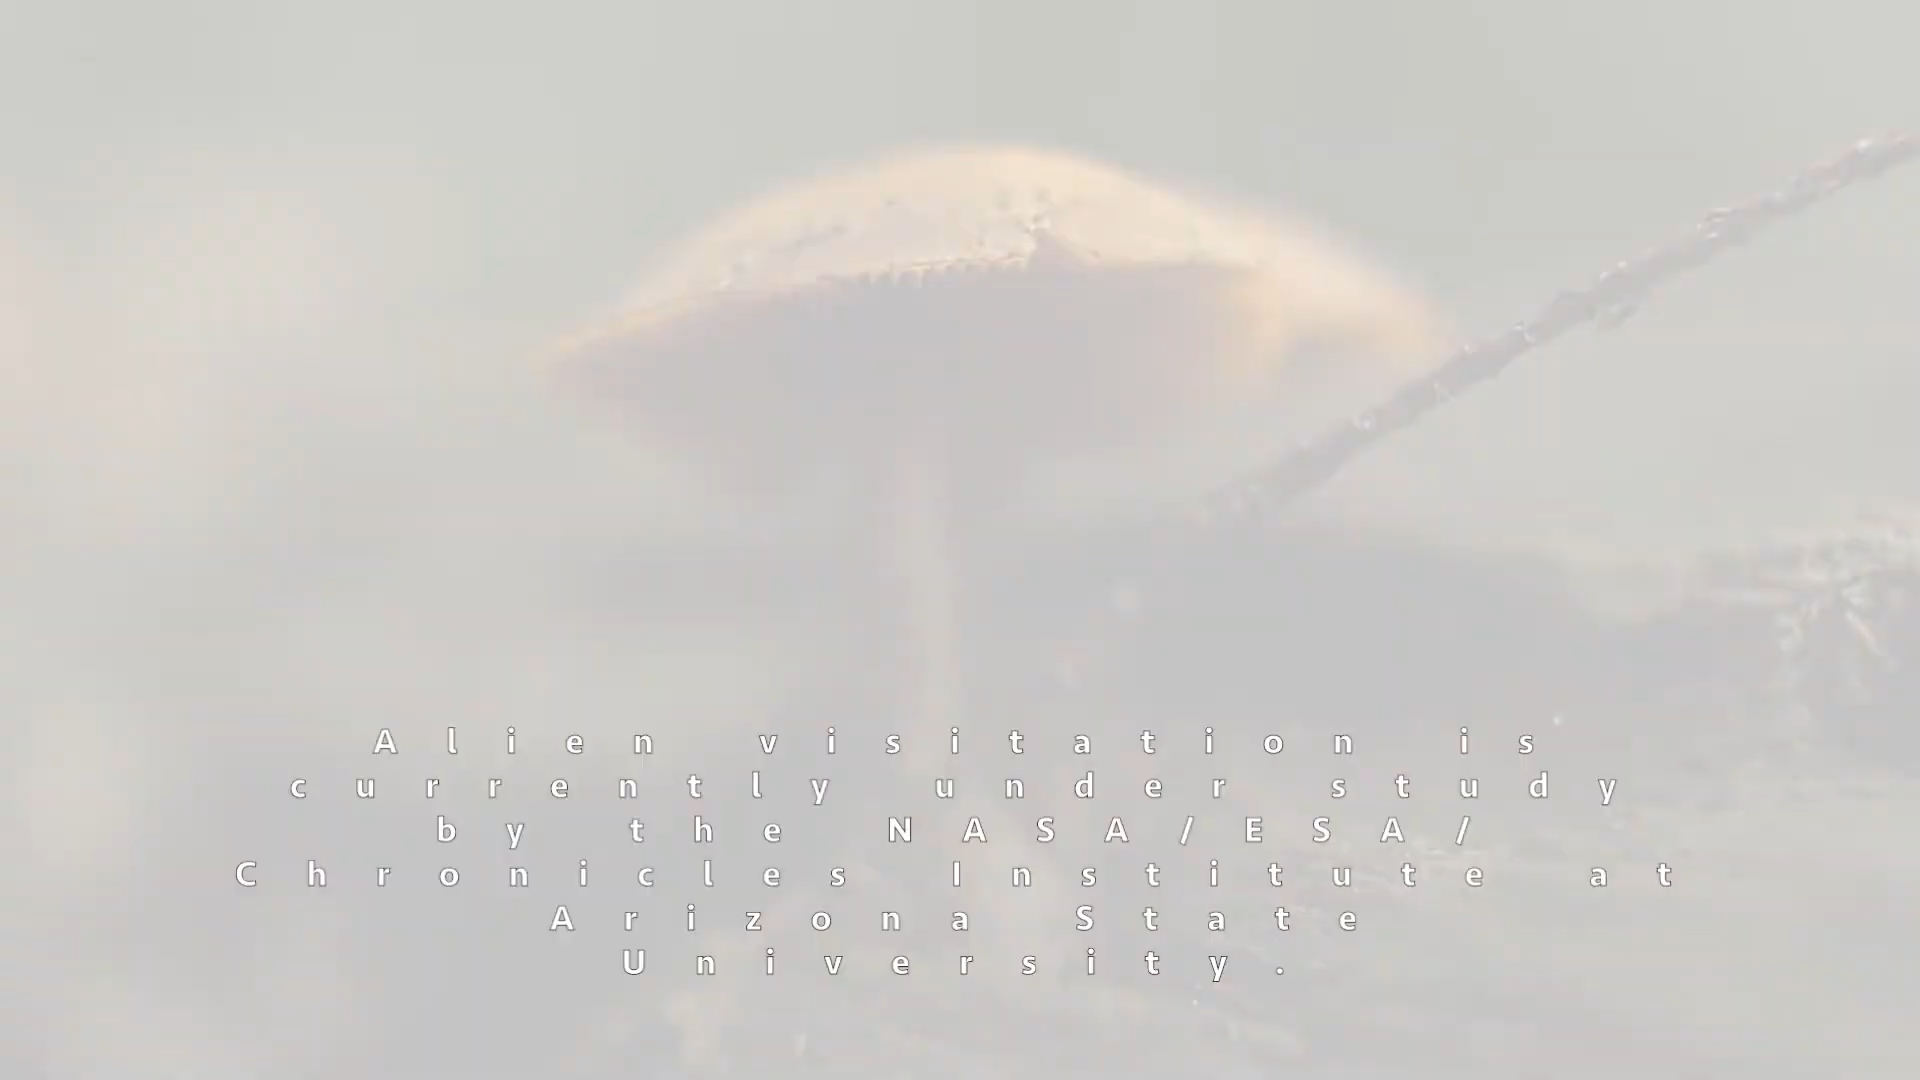 Alien visitation is
currently under study
by the NASA/ESA/
Chronicles Institute at
Arizona State
University.